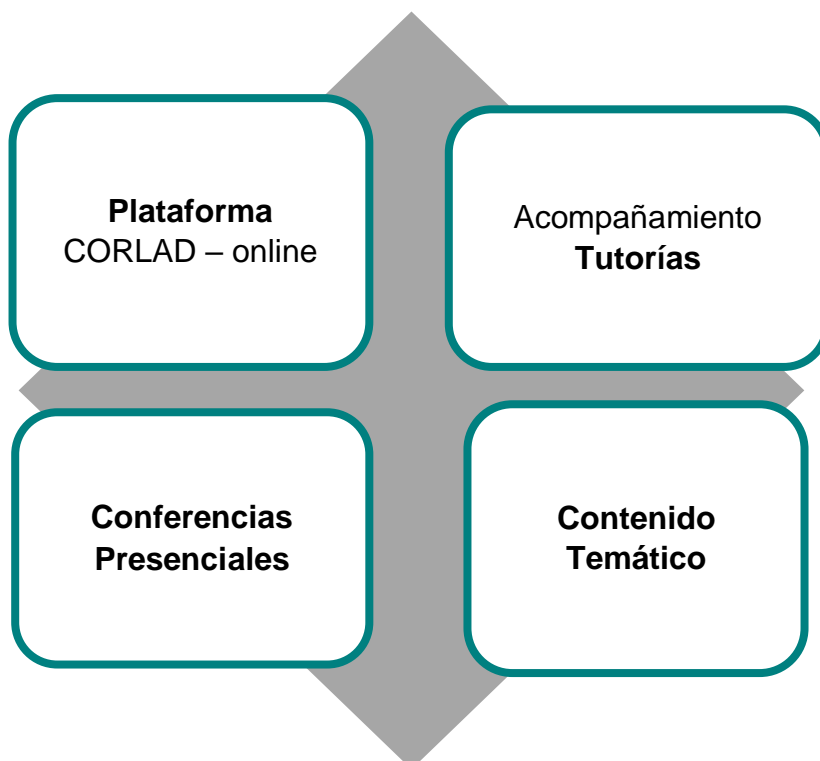 Plataforma
CORLAD – online
Acompañamiento
Tutorías
Conferencias
Presenciales
Contenido
Temático